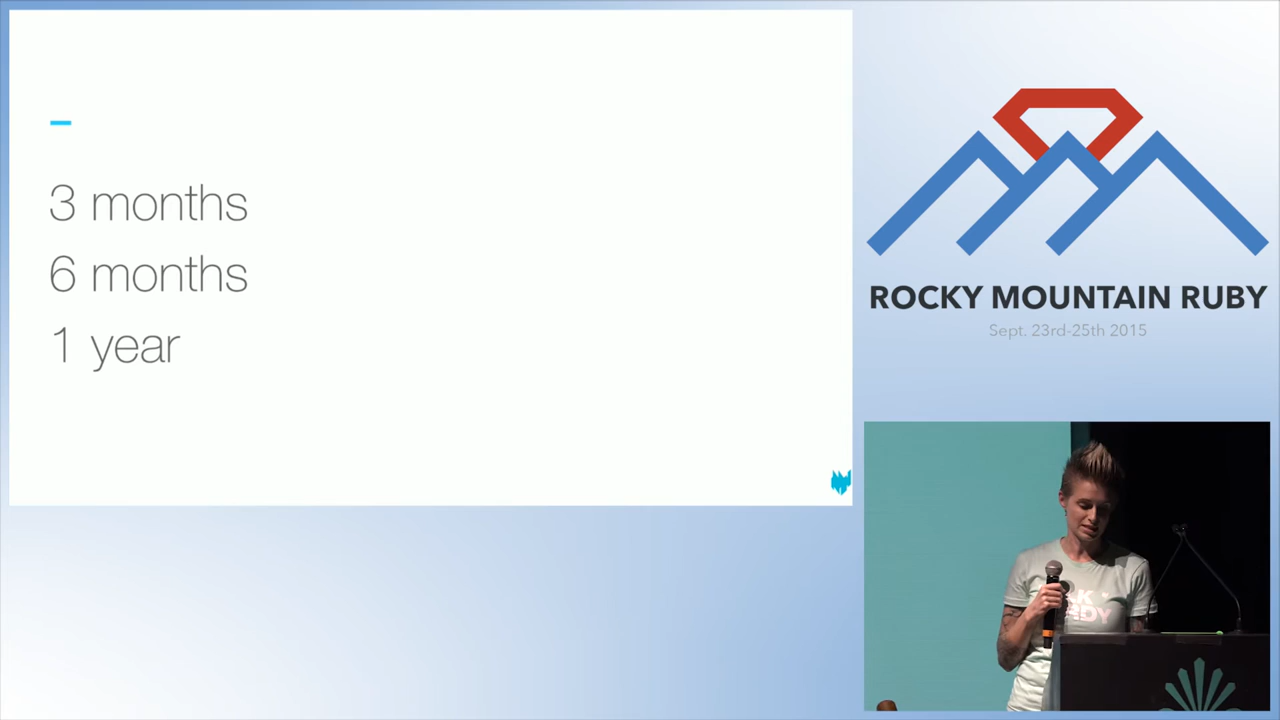 3 months
6 months
1 year
ROCKY MOUNTAIN RUBY
Sept. 23rd-25th 2015